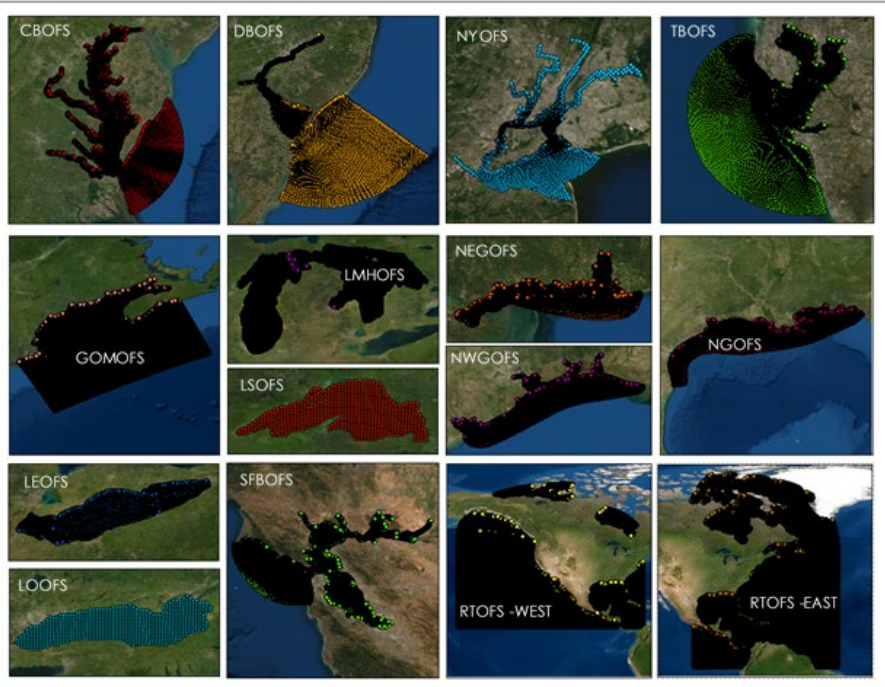 CBOFS
DBOFS
NYOFS
TBOFS
GOMOFS
LMHOFS
LSOFS
NEGOFS
NWGOFS
NGOFS
LEOFS
LOOFS
SFBOFS
RTOFS -WEST
RTOFS -EAST